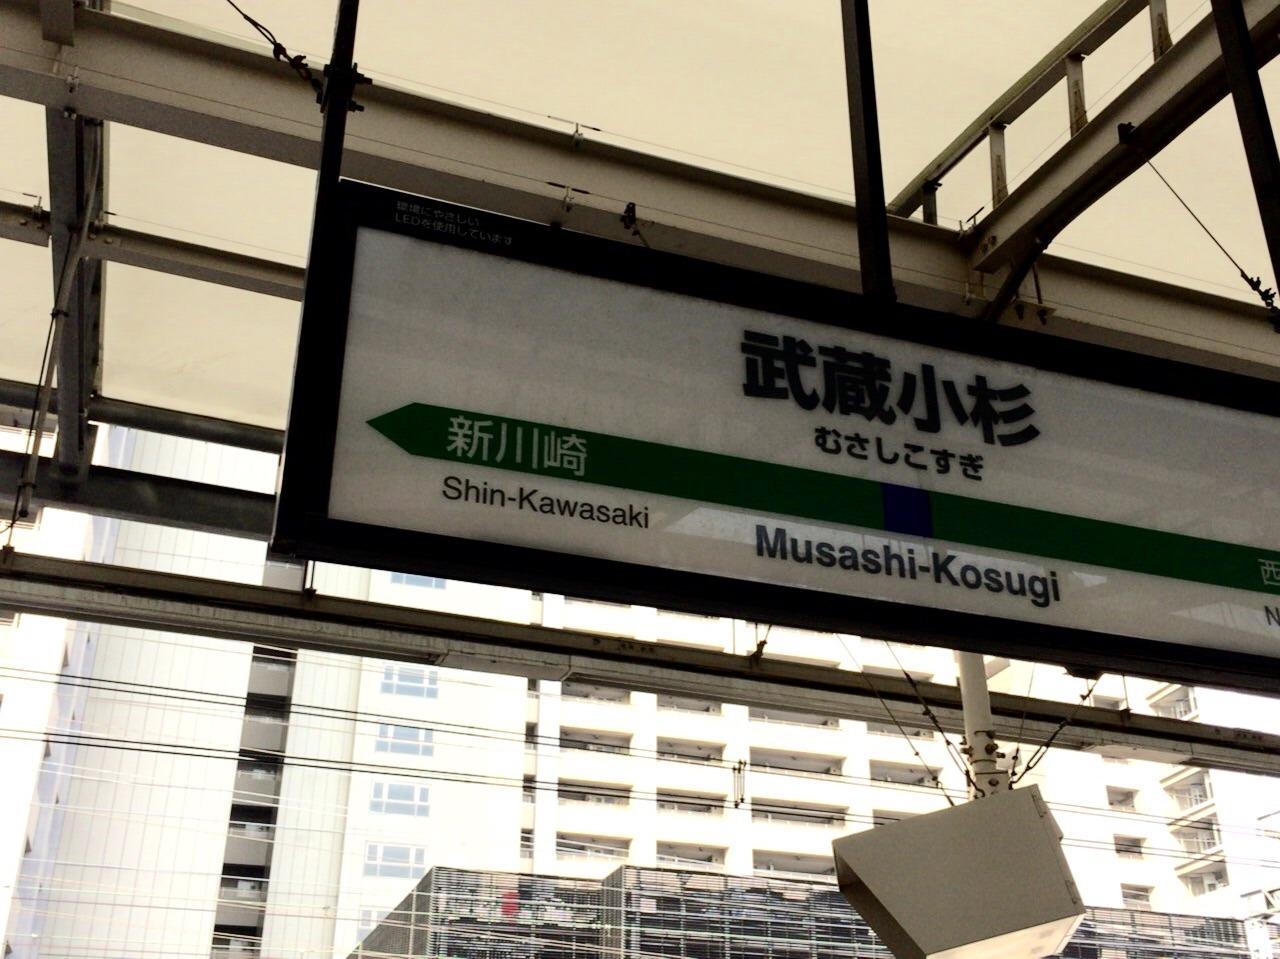 環境にやさしい
LEDを使用しています
武蔵小杉
むさしこすぎ
新川崎
西
Shin-Kawasaki
Musashi-Kosugi
N